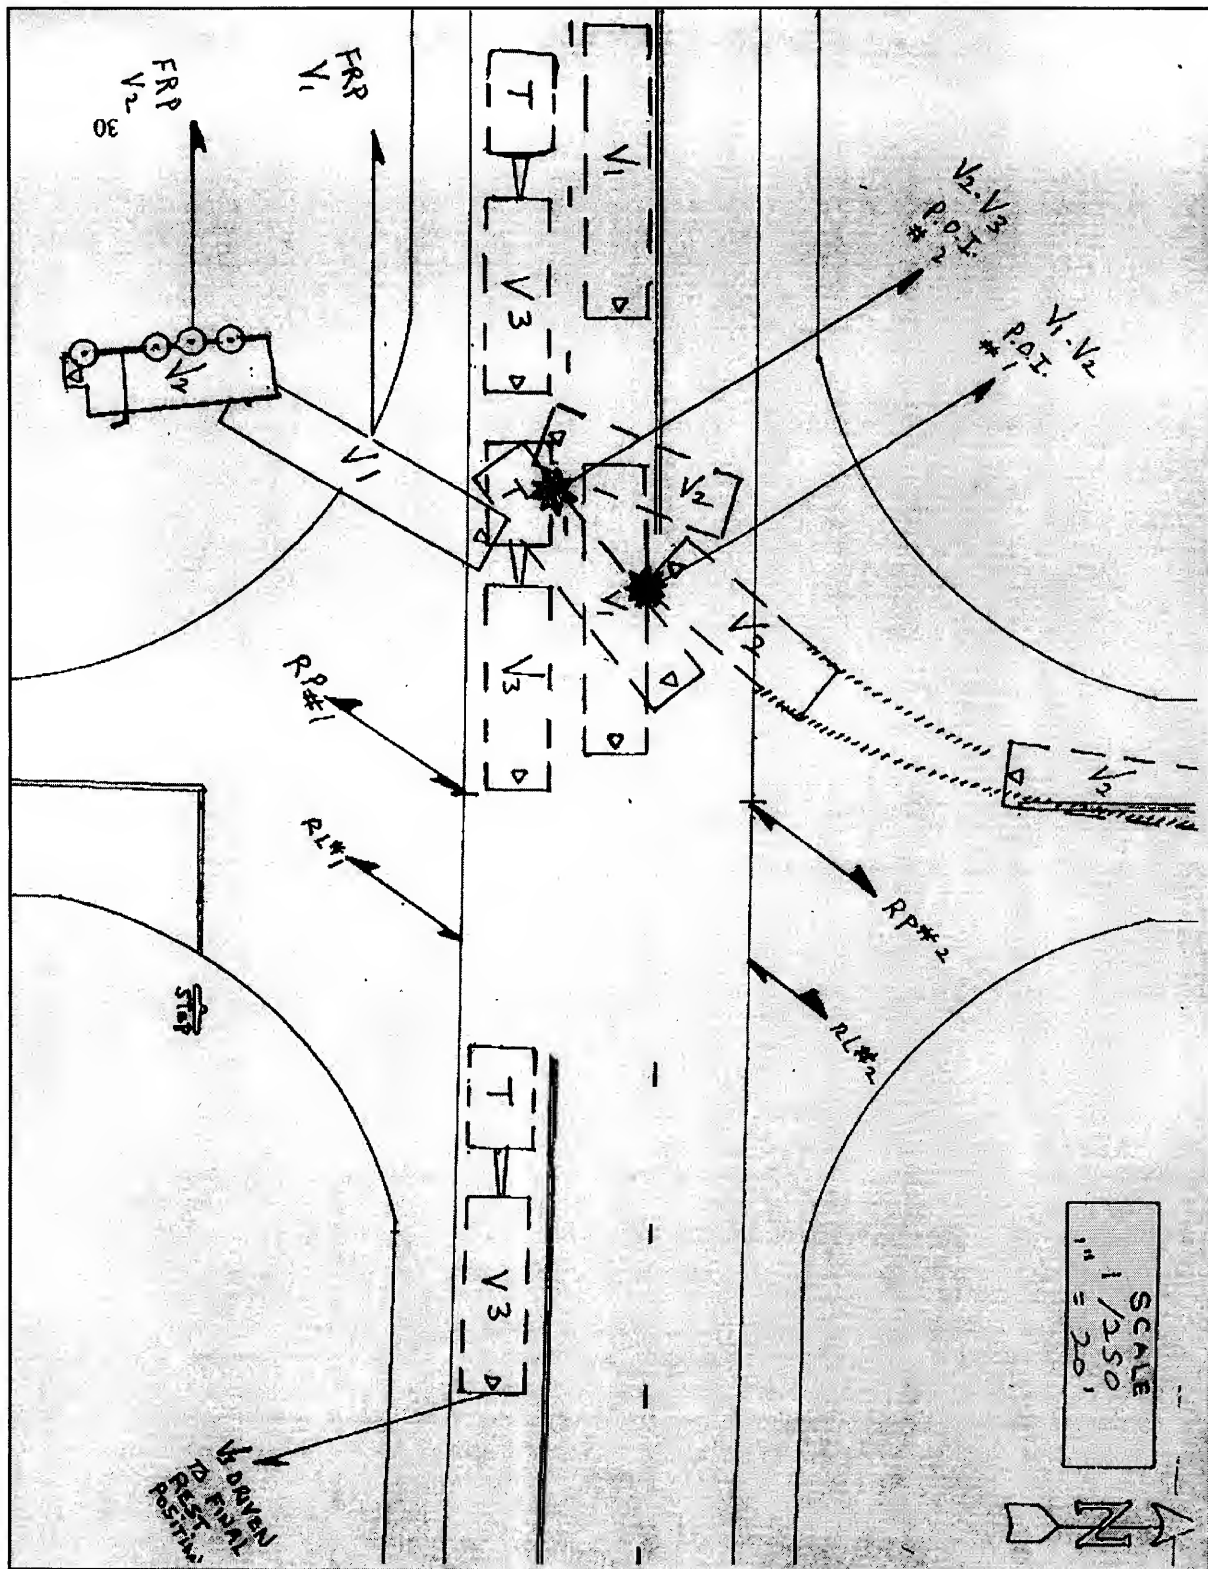 FRP
V2
30
FRP
V1
T
V3
V1
V2-V3
P.O.I.
# 2
V1-V2
P.O.I.
# 1
V2
V1
T
V2
V1
V2
V3
V2
RP#1
RL#1
RP#2
RL#2
STOP
T
V3
V3 DRIVEN
TO FINAL
REST
POSITION
SCALE
1/250
1" = 20'
N